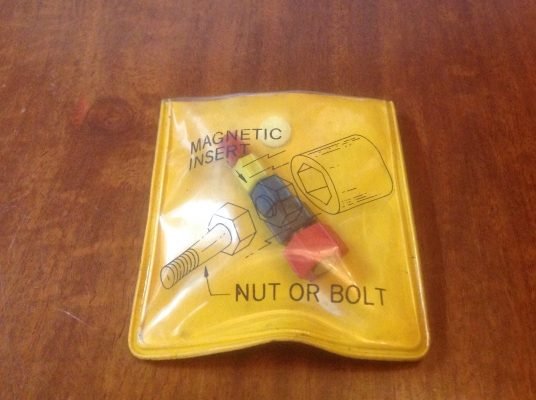 MAGNETIC
INSERT
NUT OR BOLT